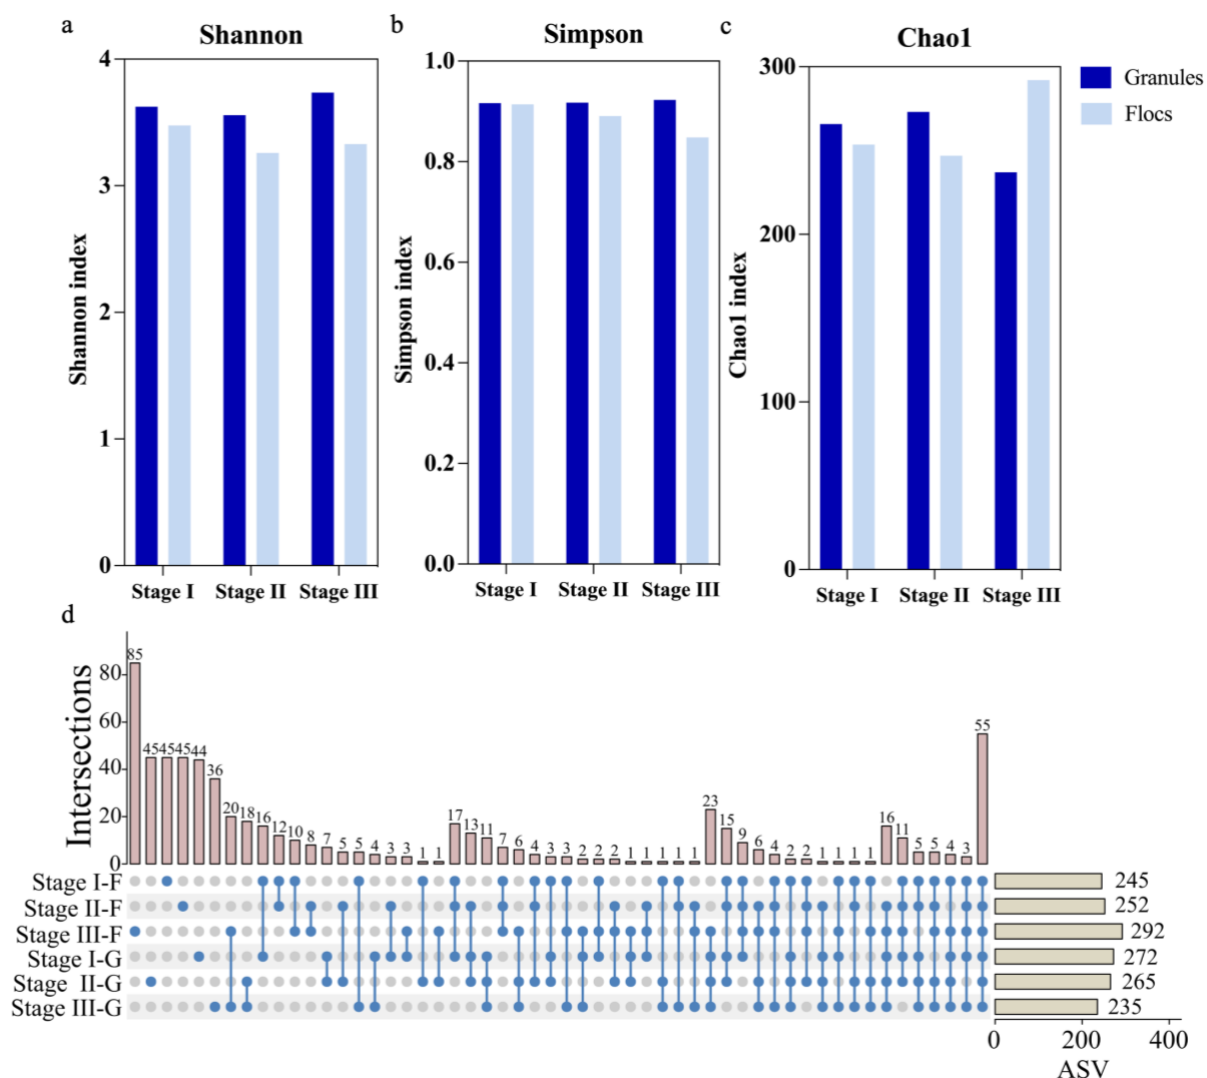 a
Shannon
b
Simpson
c
Chao1
Granules
Flocs
Shannon index
4
3
2
1
0
Stage I Stage II Stage III
Simpson index
1.0
0.8
0.6
0.4
0.2
0.0
Stage I Stage II Stage III
Chao1 index
300
200
100
0
Stage I Stage II Stage III
d
Intersections
80
60
40
20
0
85 45 45 45 44 36 20 18 16 12 10 8 7 5 5 4 3 3 1 1 17 13 11 7 6 4 3 3 2 2 2 1 1 1 1 1 23 15 9 6 4 2 2 1 1 1 1 16 11 5 5 4 3 55
Stage I-F 245
Stage II-F 252
Stage III-F 292
Stage I-G 272
Stage II-G 265
Stage III-G 235
0 200 400
ASV